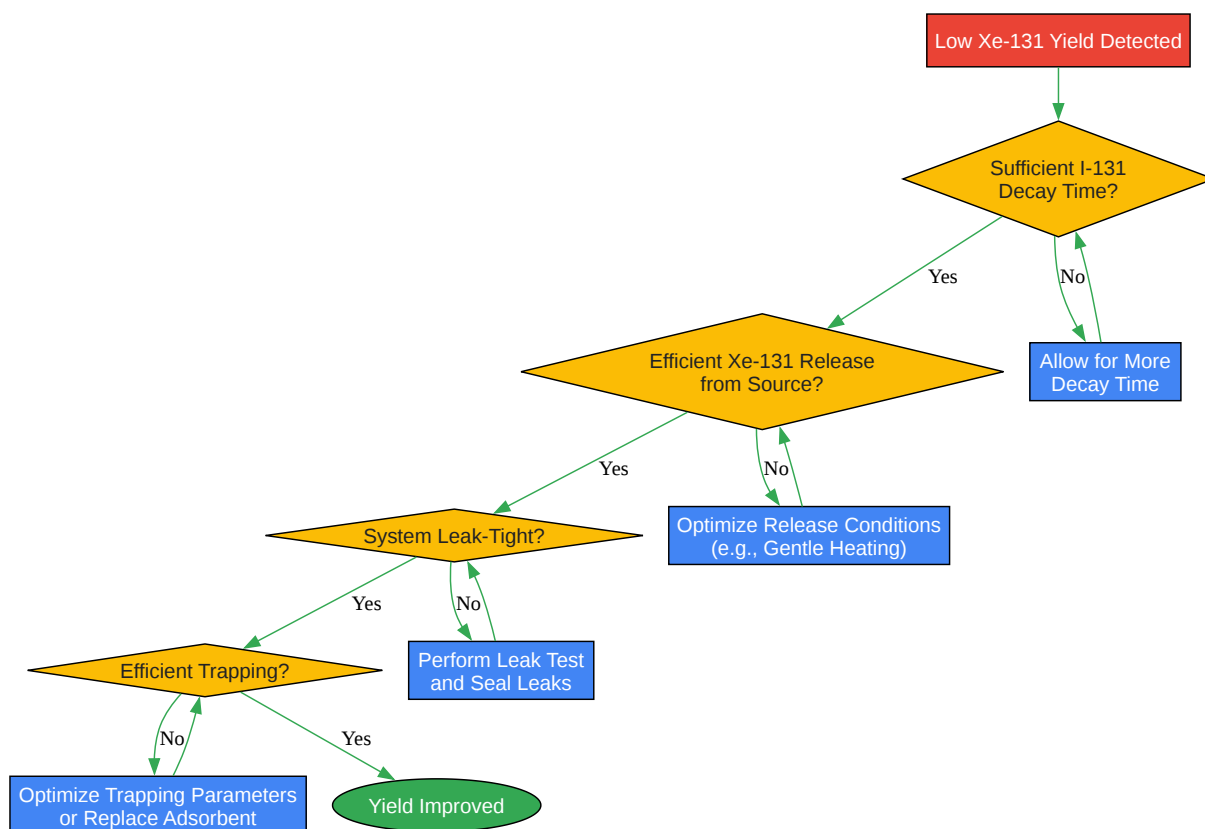 Low Xe-131 Yield Detected
Sufficient I-131
Decay Time?
Yes
No
Efficient Xe-131 Release
from Source?
Allow for More
Decay Time
Yes
No
System Leak-Tight?
Optimize Release Conditions
(e.g., Gentle Heating)
Yes
No
Efficient Trapping?
Perform Leak Test
and Seal Leaks
No
Yes
Optimize Trapping Parameters
or Replace Adsorbent
Yield Improved